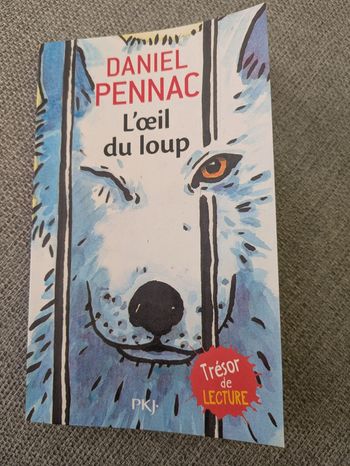 DANIEL
PENNAC
L'œil
du loup
Trésor
de
LECTURE
PKJ.